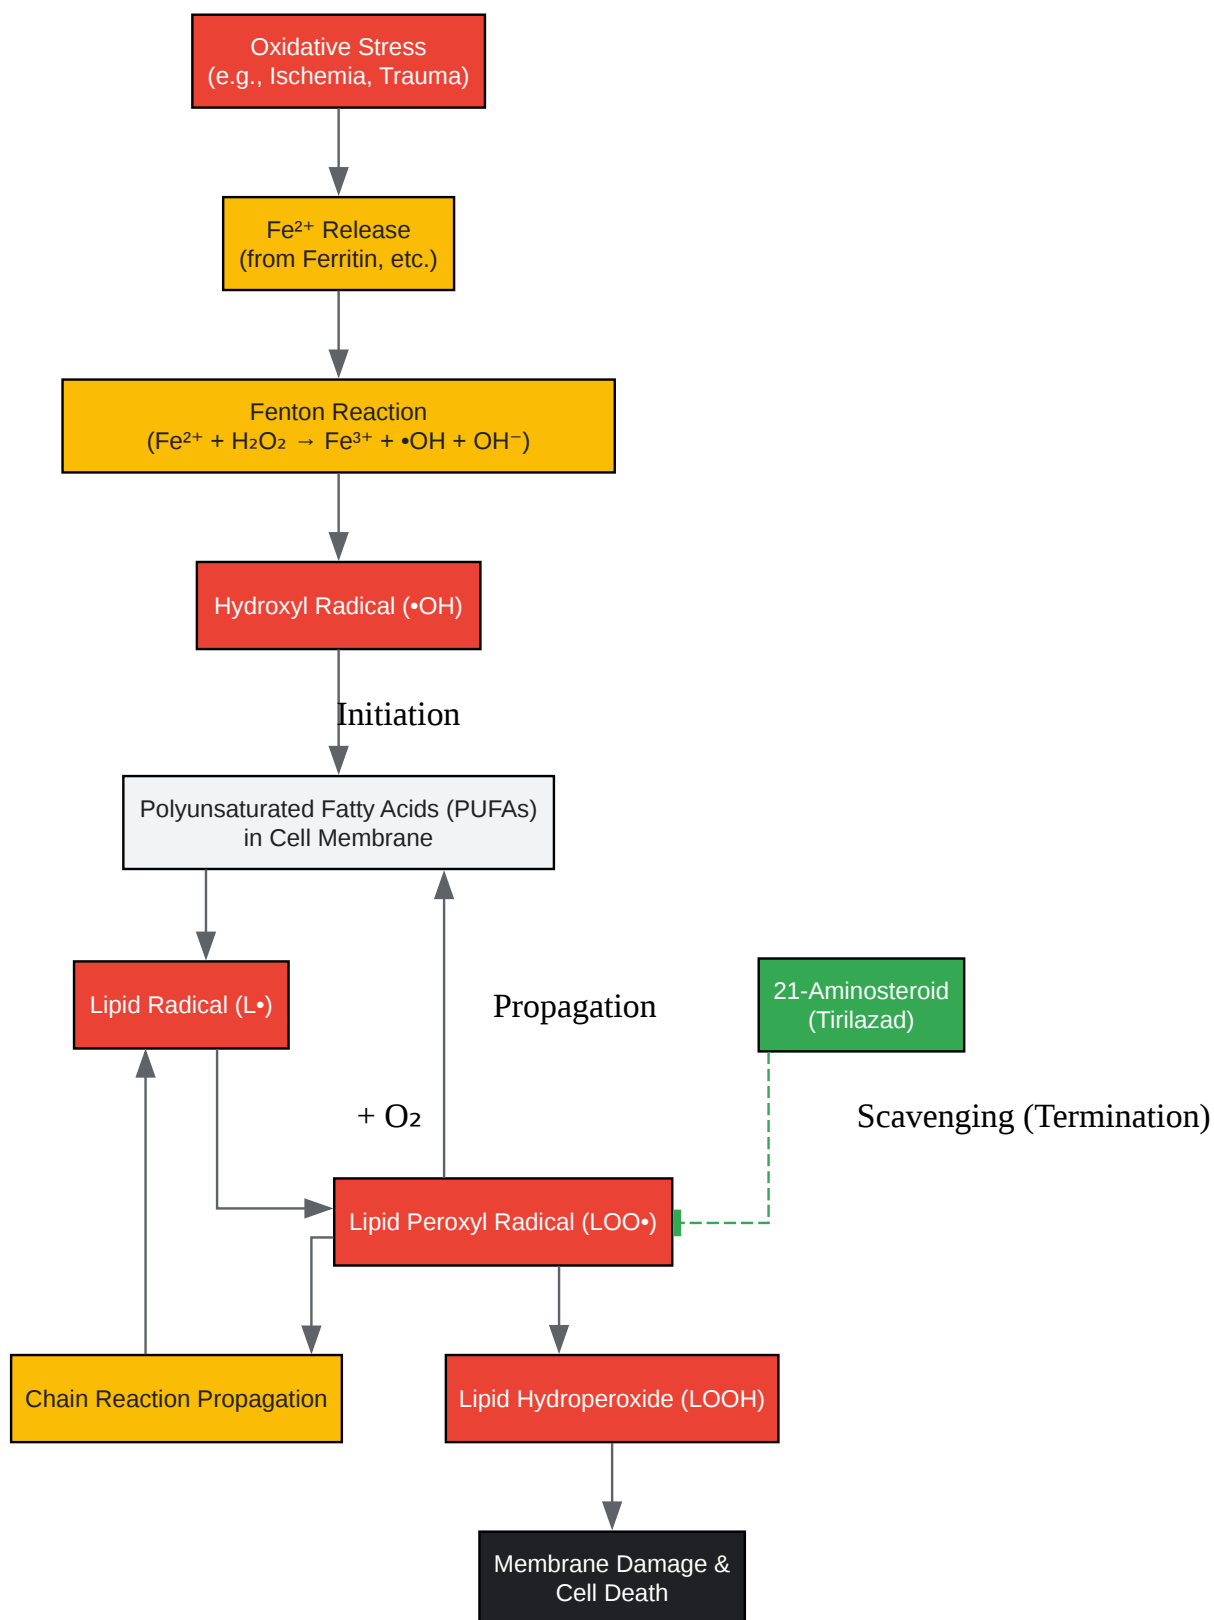 Oxidative Stress
(e.g., Ischemia, Trauma)
Fe²⁺ Release
(from Ferritin, etc.)
Fenton Reaction
(Fe²⁺ + H₂O₂ → Fe³⁺ + •OH + OH⁻)
Hydroxyl Radical (•OH)
Initiation
Polyunsaturated Fatty Acids (PUFAs)
in Cell Membrane
Lipid Radical (L•)
Propagation
21-Aminosteroid
(Tirilazad)
+ O₂
Scavenging (Termination)
Lipid Peroxyl Radical (LOO•)
Chain Reaction Propagation
Lipid Hydroperoxide (LOOH)
Membrane Damage &
Cell Death